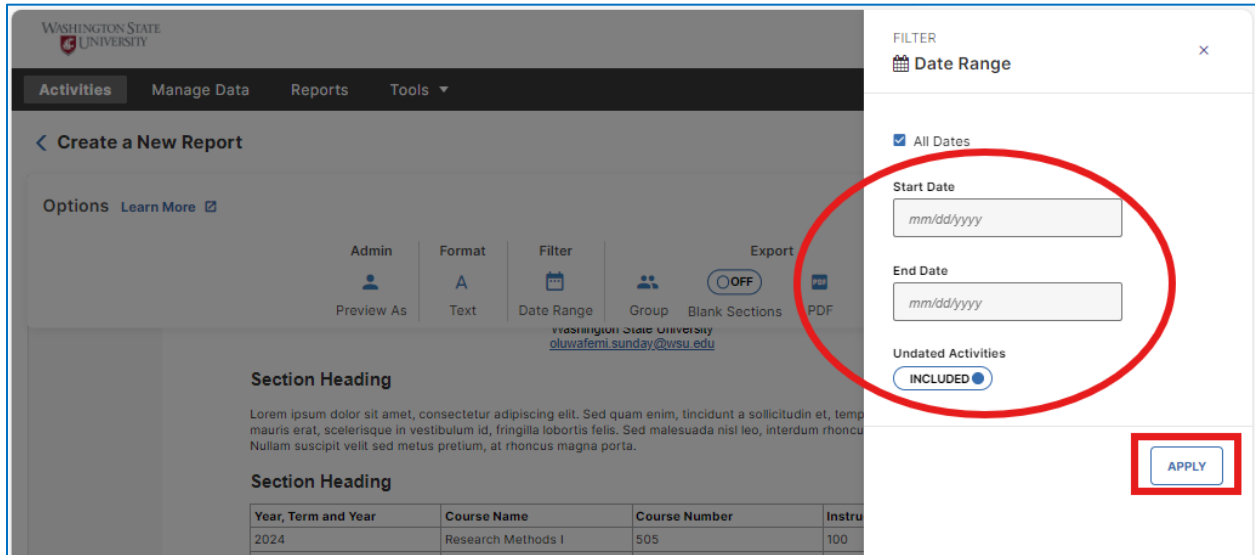 WASHINGTON STATE
UNIVERSITY
Activities Manage Data Reports Tools
Create a New Report
Options Learn More
Admin Format Filter Export
OFF
PDF
Preview As Text Date Range Group Blank Sections PDF
Washington State University
oluwafemi.sunday@wsu.edu
Section Heading
Lorem ipsum dolor sit amet, consectetur adipiscing elit. Sed quam enim, tincidunt a sollicitudin et, temp
mauris erat, scelerisque in vestibulum id, fringilla lobortis felis. Sed malesuada nisl leo, interdum rhoncu
Nullam suscipit velit sed metus pretium, at rhoncus magna porta.
Section Heading
Year, Term and Year Course Name Course Number Instru
2024 Research Methods I 505 100
FILTER
Date Range
All Dates
Start Date
mm/dd/yyyy
End Date
mm/dd/yyyy
Undated Activities
INCLUDED
APPLY